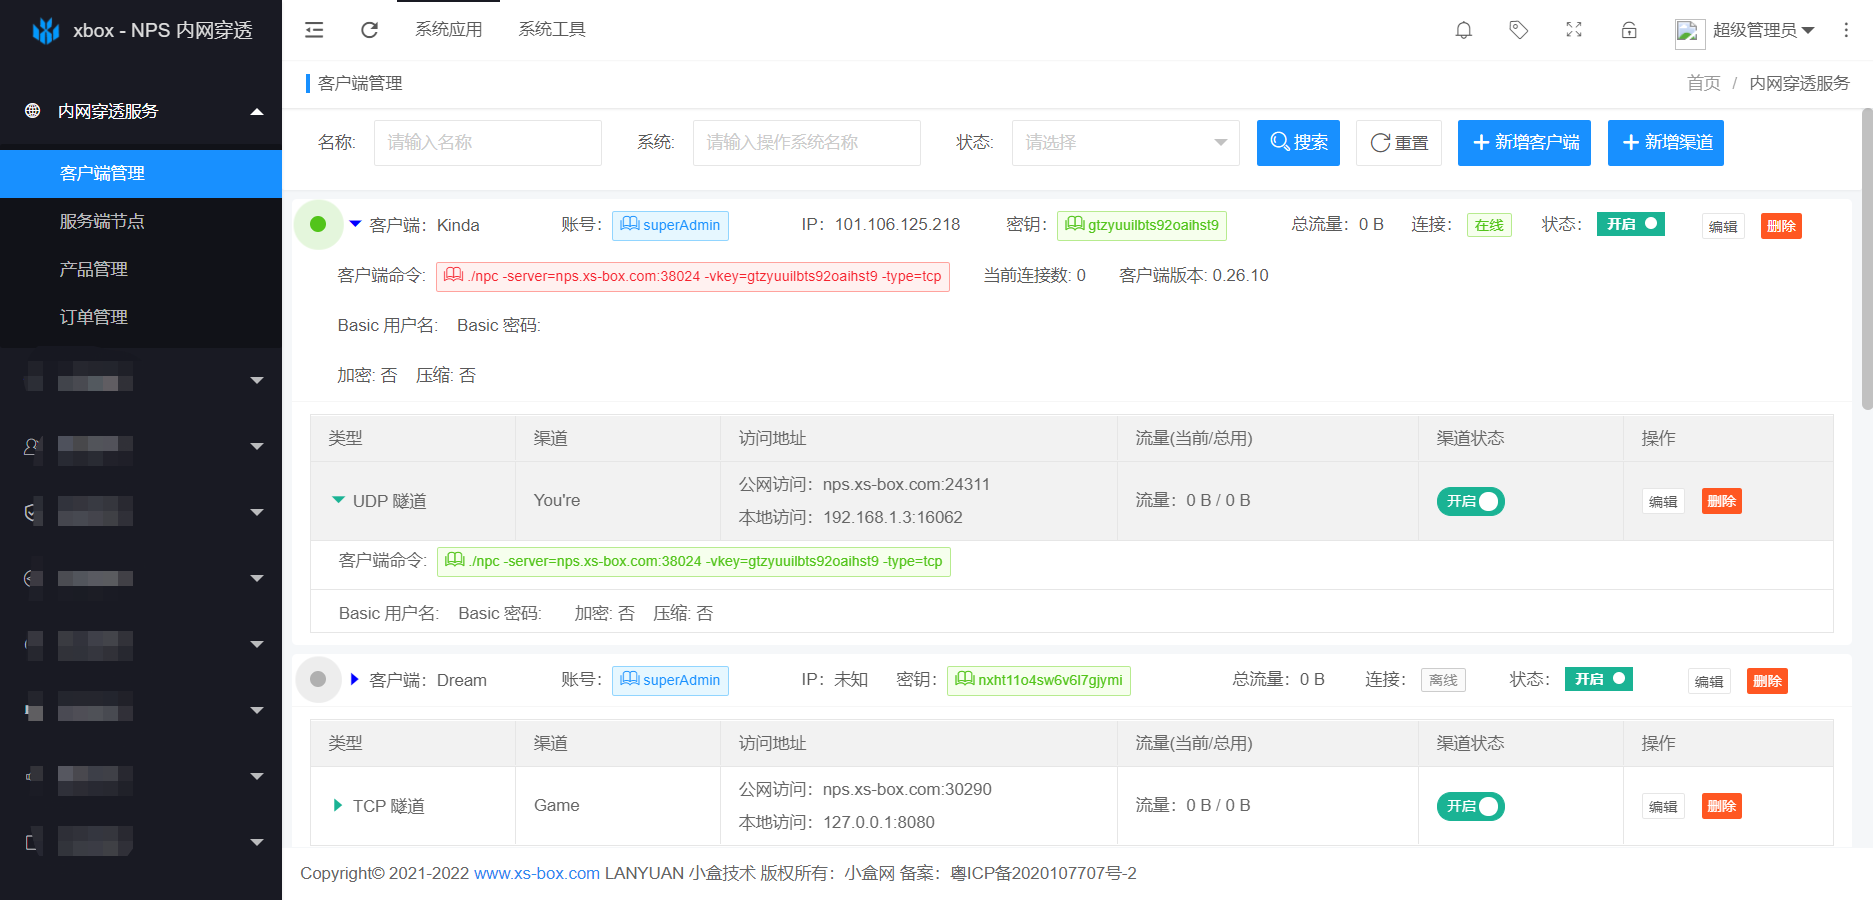 xbox - NPS 内网穿透
系统应用 系统工具
超级管理员
内网穿透服务
客户端管理
服务端节点
产品管理
订单管理
客户端管理
首页 / 内网穿透服务
名称: 请输入名称 系统: 请输入操作系统名称 状态: 请选择 搜索 重置 新增客户端 新增渠道
客户端：Kinda 账号： superAdmin IP：101.106.125.218 密钥： gtzyuuilbts92oaihst9 总流量：0 B 连接： 在线 状态： 开启 编辑 删除
客户端命令: ./npc -server=nps.xs-box.com:38024 -vkey=gtzyuuilbts92oaihst9 -type=tcp 当前连接数: 0 客户端版本: 0.26.10
Basic 用户名: Basic 密码:
加密: 否 压缩: 否
类型 渠道 访问地址 流量(当前/总用) 渠道状态 操作
UDP 隧道 You're 公网访问：nps.xs-box.com:24311 流量：0 B / 0 B 开启 编辑 删除
本地访问：192.168.1.3:16062
客户端命令: ./npc -server=nps.xs-box.com:38024 -vkey=gtzyuuilbts92oaihst9 -type=tcp
Basic 用户名: Basic 密码: 加密: 否 压缩: 否
客户端：Dream 账号： superAdmin IP：未知 密钥： nxht11o4sw6v6l7gjymi 总流量：0 B 连接： 离线 状态： 开启 编辑 删除
类型 渠道 访问地址 流量(当前/总用) 渠道状态 操作
TCP 隧道 Game 公网访问：nps.xs-box.com:30290 流量：0 B / 0 B 开启 编辑 删除
本地访问：127.0.0.1:8080
Copyright© 2021-2022 www.xs-box.com LANYUAN 小盒技术 版权所有：小盒网 备案：粤ICP备2020107707号-2